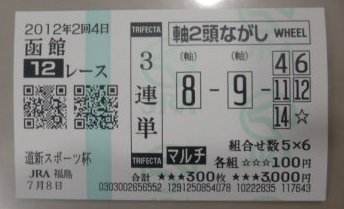 2012年2回4日
函館
12 レース
道新スポーツ杯
JRA 福島
7月8日
TRIFECTA
3連単
TRIFECTA
軸2頭ながし WHEEL
(軸) (軸)
8 - 9 - 4 6
11 12
14 ☆
マルチ
組合せ数5×6
各組 ☆☆☆100円
合計 ★★★300枚 ★★★3,000円
0303002656552 1291250854078 10222635 117643